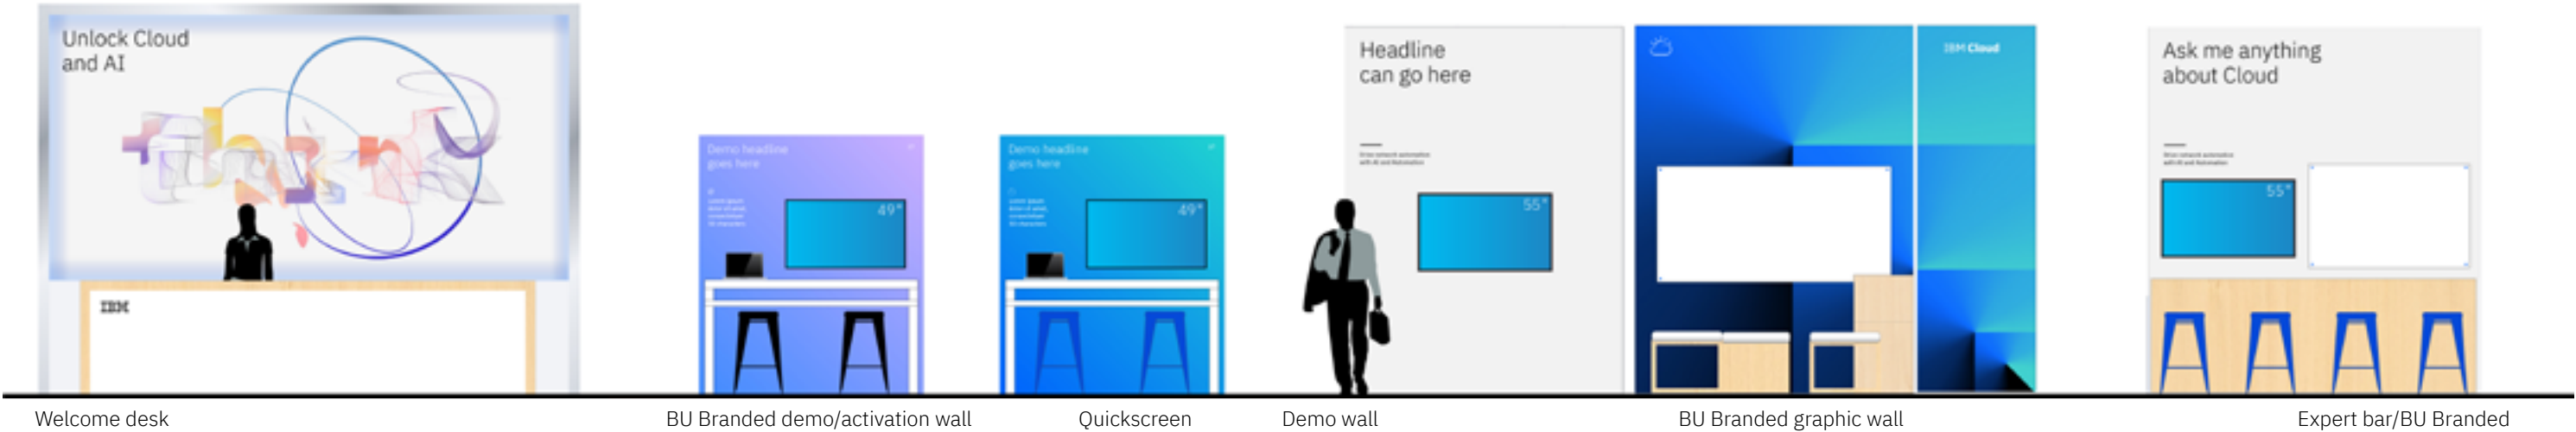 Unlock Cloud
and AI
think
IBM
Demo headline
goes here
49"
Demo headline
goes here
49"
Headline
can go here
55"
IBM Cloud
Ask me anything
about Cloud
55"
Welcome desk
BU Branded demo/activation wall
Quickscreen
Demo wall
BU Branded graphic wall
Expert bar/BU Branded